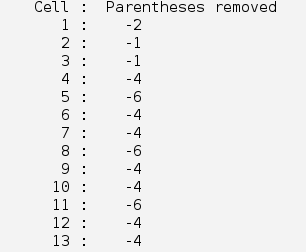 Cell : Parentheses removed
1 : -2
2 : -1
3 : -1
4 : -4
5 : -6
6 : -4
7 : -4
8 : -6
9 : -4
10 : -4
11 : -6
12 : -4
13 : -4